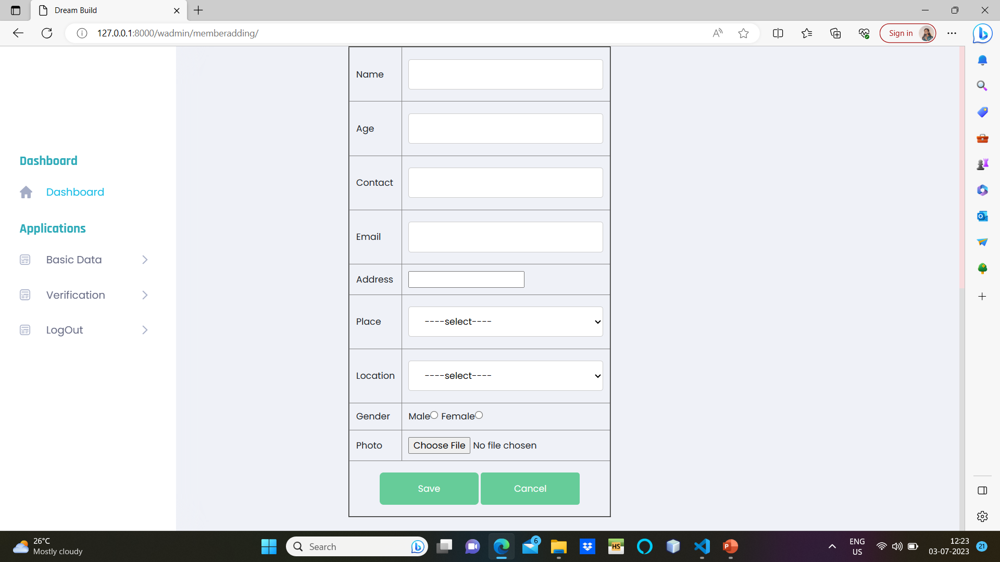 Dream Build
127.0.0.1:8000/wadmin/memberadding/
Sign in
Dashboard
Dashboard
Applications
Basic Data
Verification
LogOut
Name
Age
Contact
Email
Address
Place
----select----
Location
----select----
Gender
Male Female
Photo
Choose File No file chosen
Save Cancel
26°C
Mostly cloudy
Search
6
HS
ENG
US
12:23
03-07-2023
21